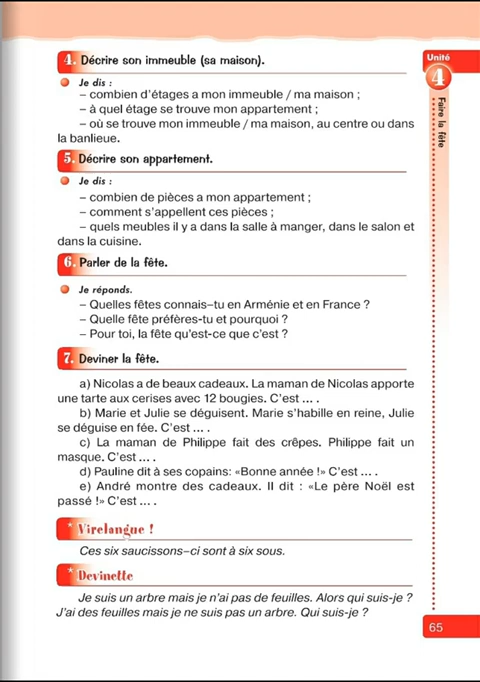 4. Décrire son immeuble (sa maison).
Je dis :
– combien d'étages a mon immeuble / ma maison ;
– à quel étage se trouve mon appartement ;
– où se trouve mon immeuble / ma maison, au centre ou dans
la banlieue.
5. Décrire son appartement.
Je dis :
– combien de pièces a mon appartement ;
– comment s'appellent ces pièces ;
– quels meubles il y a dans la salle à manger, dans le salon et
dans la cuisine.
6. Parler de la fête.
Je réponds.
– Quelles fêtes connais–tu en Arménie et en France ?
– Quelle fête préfères-tu et pourquoi ?
– Pour toi, la fête qu'est-ce que c'est ?
7. Deviner la fête.
a) Nicolas a de beaux cadeaux. La maman de Nicolas apporte
une tarte aux cerises avec 12 bougies. C'est ... .
b) Marie et Julie se déguisent. Marie s'habille en reine, Julie
se déguise en fée. C'est ... .
c) La maman de Philippe fait des crêpes. Philippe fait un
masque. C'est ... .
d) Pauline dit à ses copains: «Bonne année !» C'est ... .
e) André montre des cadeaux. Il dit : «Le père Noël est
passé !» C'est ... .
* Virelangue !
Ces six saucissons–ci sont à six sous.
* Devinette
Je suis un arbre mais je n'ai pas de feuilles. Alors qui suis-je ?
J'ai des feuilles mais je ne suis pas un arbre. Qui suis-je ?
Unité
4
Faire la fête
65